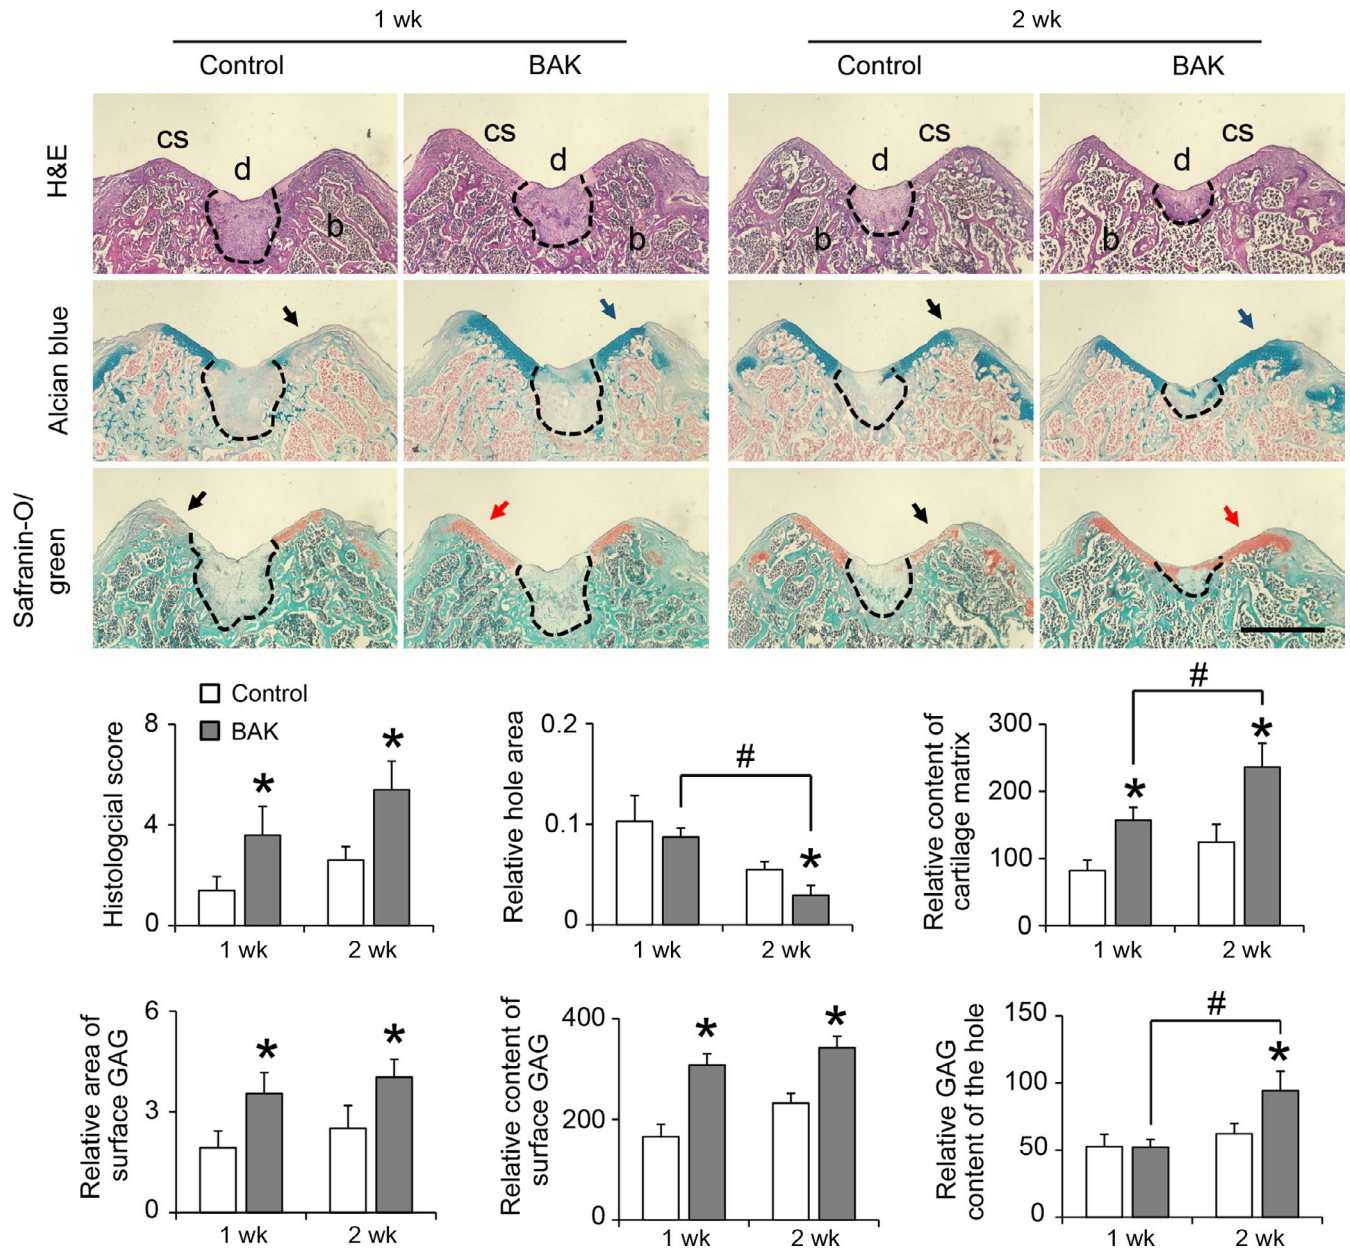 1 wk 2 wk
Control BAK Control BAK
H&E
cs d b
cs d b
cs d b
cs d b
Alcian blue
Safranin-O/
green
Control
BAK
Histologcial score
8
4
0
* *
1 wk 2 wk
Relative hole area
0.2
0.1
0
#
*
1 wk 2 wk
Relative content of
cartilage matrix
300
200
100
0
#
* *
1 wk 2 wk
Relative area of
surface GAG
6
3
0
* *
1 wk 2 wk
Relative content of
surface GAG
400
200
0
* *
1 wk 2 wk
Relative GAG
content of the hole
150
100
50
0
#
*
1 wk 2 wk